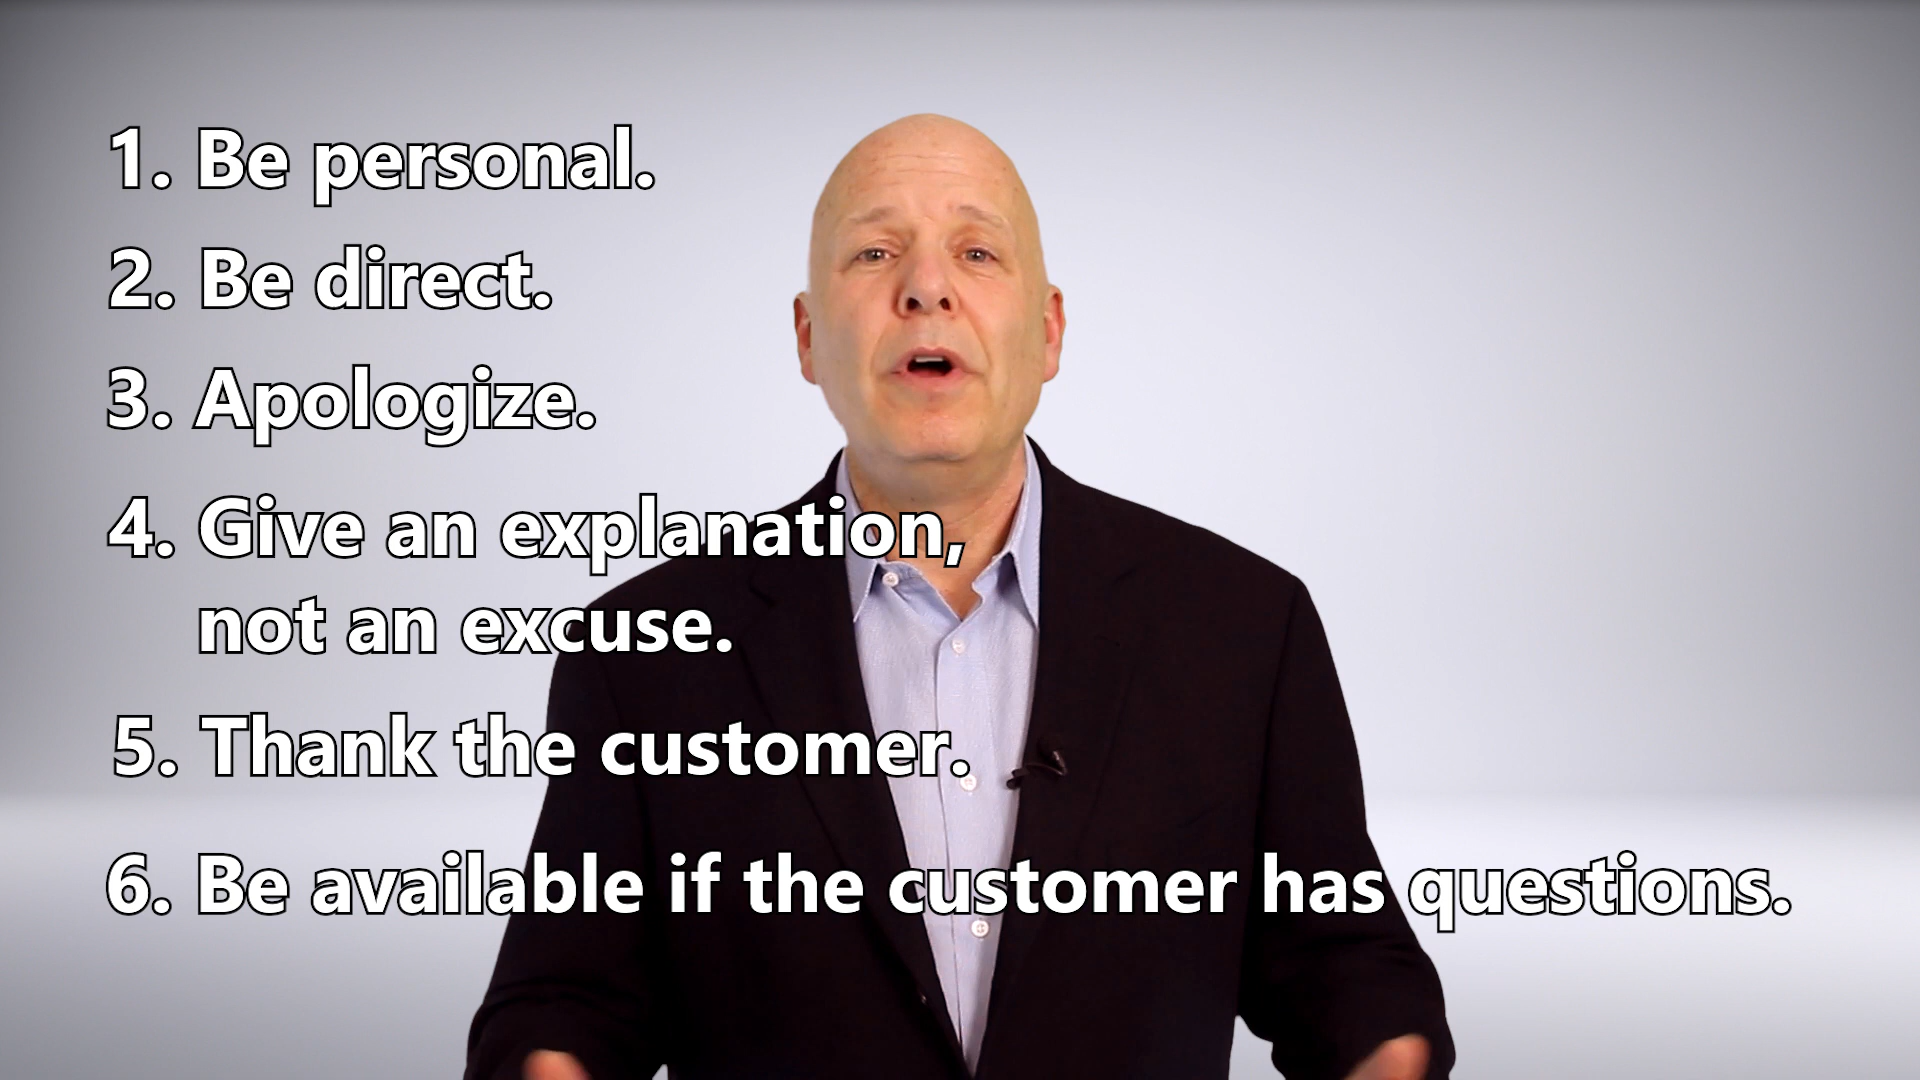 1. Be personal.
2. Be direct.
3. Apologize.
4. Give an explanation,
not an excuse.
5. Thank the customer.
6. Be available if the customer has questions.